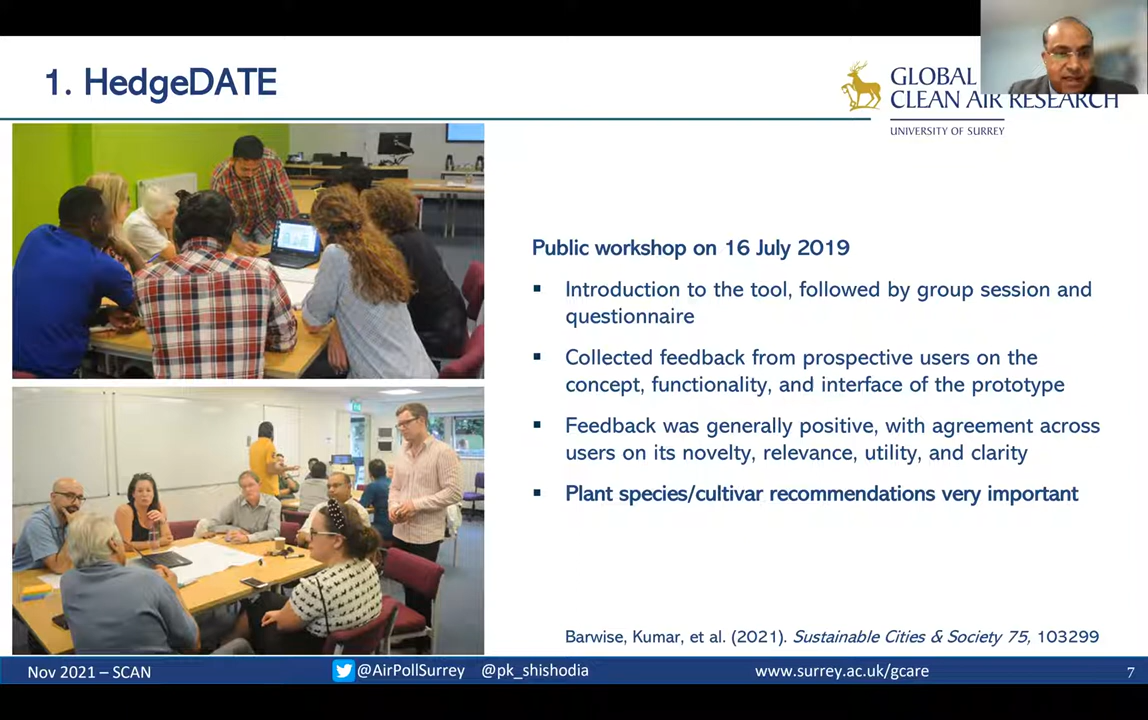 1. HedgeDATE
GLOBAL
CLEAN AIR RESEARCH
UNIVERSITY OF SURREY
Public workshop on 16 July 2019
▪ Introduction to the tool, followed by group session and
questionnaire
▪ Collected feedback from prospective users on the
concept, functionality, and interface of the prototype
▪ Feedback was generally positive, with agreement across
users on its novelty, relevance, utility, and clarity
▪ Plant species/cultivar recommendations very important
Barwise, Kumar, et al. (2021). Sustainable Cities & Society 75, 103299
Nov 2021 – SCAN @AirPollSurrey @pk_shishodia www.surrey.ac.uk/gcare 7